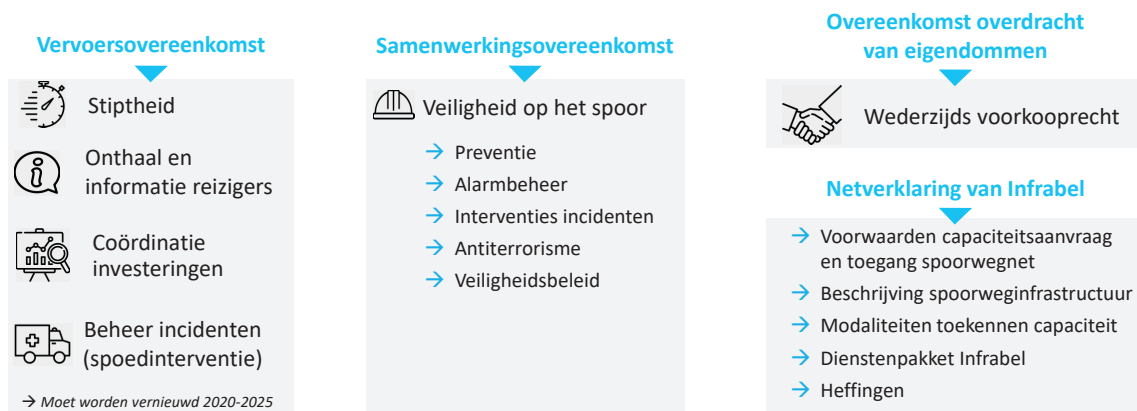 Vervoersovereenkomst
Stiptheid
Onthaal en
informatie reizigers
Coördinatie
investeringen
Beheer incidenten
(spoedinterventie)
→ Moet worden vernieuwd 2020-2025
Samenwerkingsovereenkomst
Veiligheid op het spoor
→ Preventie
→ Alarmbeheer
→ Interventies incidenten
→ Antiterrorisme
→ Veiligheidsbeleid
Overeenkomst overdracht
van eigendommen
Wederzijds voorkooprecht
Netverklaring van Infrabel
→ Voorwaarden capaciteitsaanvraag
en toegang spoorwegnet
→ Beschrijving spoorweginfrastructuur
→ Modaliteiten toekennen capaciteit
→ Dienstenpakket Infrabel
→ Heffingen